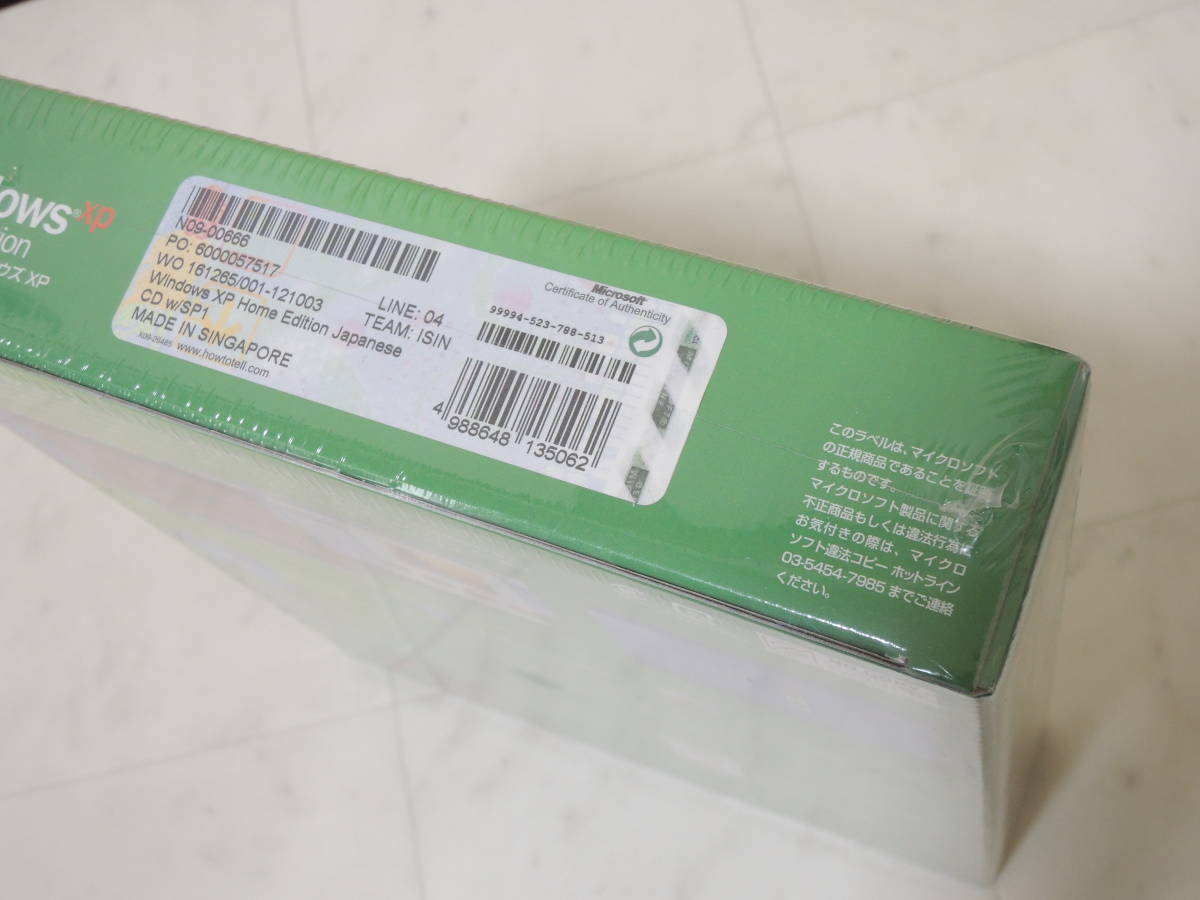 xp
ウズ XP
N09-00666
PO: 6000057517
WO 161265/001-121003
LINE: 04
Windows XP Home Edition Japanese
TEAM: ISIN
CD w/SP1
MADE IN SINGAPORE
X09-26485 www.howtotell.com
Microsoft
Certificate of Authenticity
99994-523-788-513
4 988648 135062
このラベルは、マイクロソフト
の正規商品であることを
するものです。
マイクロソフト製品に関する
不正商品もしくは違法行為に
お気付きの際は、マイクロ
ソフト違法コピー ホットライン
03-5454-7985 までご連絡
ください。